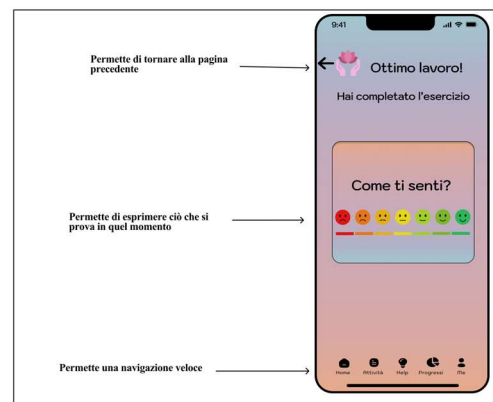 9:41
Permette di tornare alla pagina
precedente
Ottimo lavoro!
Hai completato l'esercizio
Come ti senti?
Permette di esprimere ciò che si
prova in quel momento
Permette una navigazione veloce
Home Attività Help Progressi Me